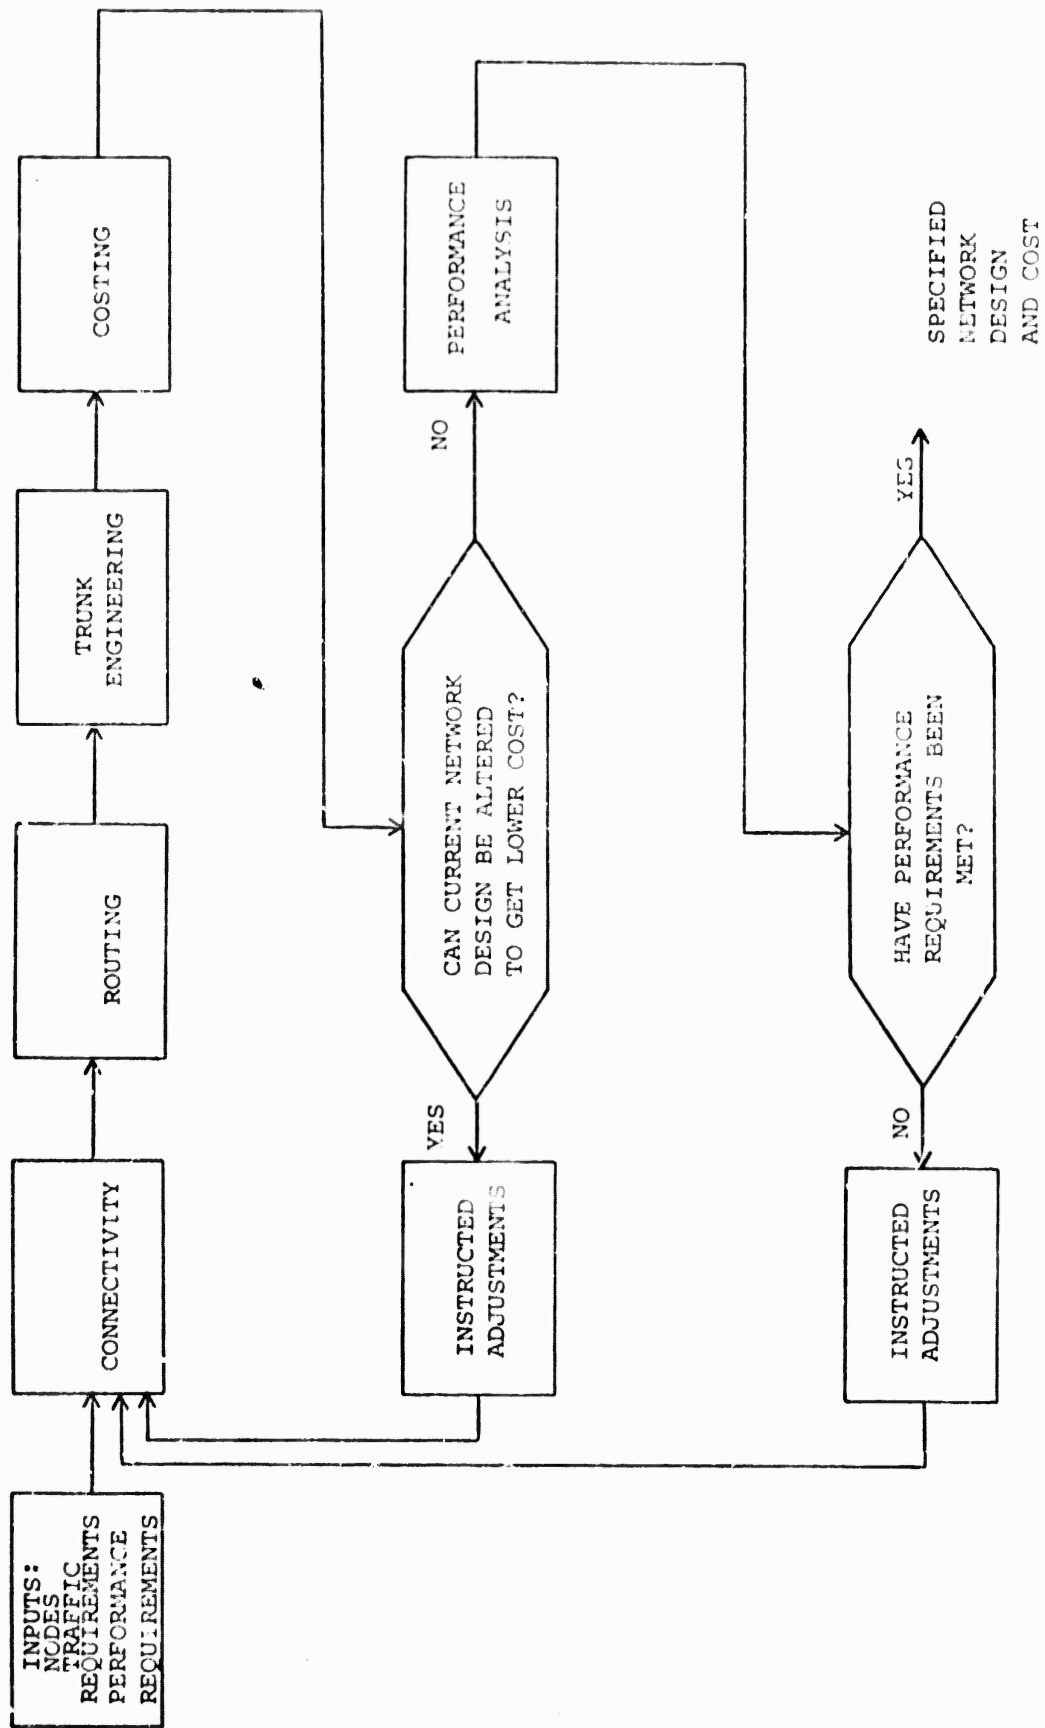 INPUTS:
NODES
TRAFFIC
REQUIREMENTS
PERFORMANCE
REQUIREMENTS
CONNECTIVITY
ROUTING
TRUNK
ENGINEERING
COSTING
INSTRUCTED
ADJUSTMENTS
YES
CAN CURRENT NETWORK
DESIGN BE ALTERED
TO GET LOWER COST?
NO
PERFORMANCE
ANALYSIS
INSTRUCTED
ADJUSTMENTS
NO
HAVE PERFORMANCE
REQUIREMENTS BEEN
MET?
YES
SPECIFIED
NETWORK
DESIGN
AND COST